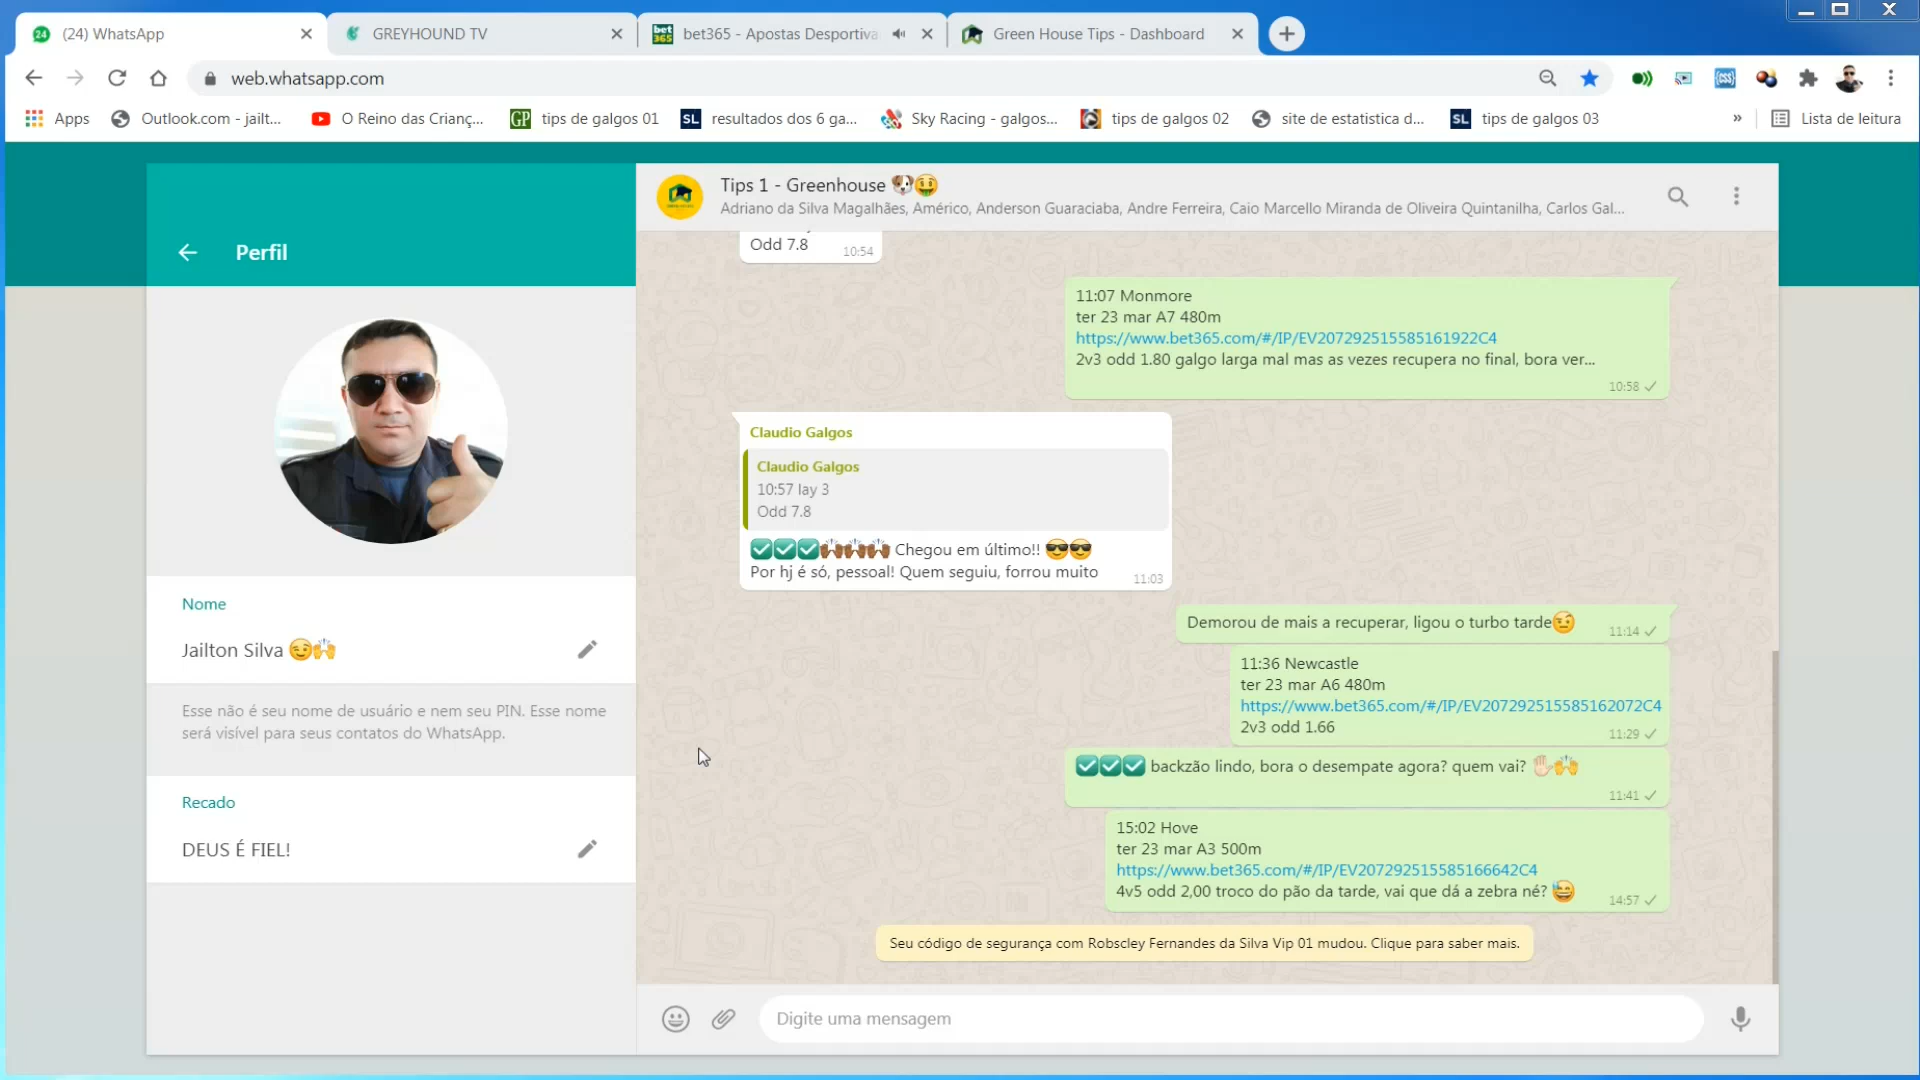 24 (24) WhatsApp
GREYHOUND TV
bet365 bet365 - Apostas Desportiva
Green House Tips - Dashboard
web.whatsapp.com
Apps
Outlook.com - jailt...
O Reino das Crianç...
GP tips de galgos 01
SL resultados dos 6 ga...
Sky Racing - galgos...
tips de galgos 02
site de estatistica d...
SL tips de galgos 03
»
Lista de leitura
Perfil
Nome
Jailton Silva 😉🙌
Esse não é seu nome de usuário e nem seu PIN. Esse nome
será visível para seus contatos do WhatsApp.
Recado
DEUS É FIEL!
Tips 1 - Greenhouse 🐶🤑
Adriano da Silva Magalhães, Américo, Anderson Guaraciaba, Andre Ferreira, Caio Marcello Miranda de Oliveira Quintanilha, Carlos Gal...
Odd 7.8
10:54
11:07 Monmore
ter 23 mar A7 480m
https://www.bet365.com/#/IP/EV207292515585161922C4
2v3 odd 1.80 galgo larga mal mas as vezes recupera no final, bora ver...
10:58
Claudio Galgos
Claudio Galgos
10:57 lay 3
Odd 7.8
✅✅✅🙌🏾🙌🏾🙌🏾 Chegou em último!! 😎😎
Por hj é só, pessoal! Quem seguiu, forrou muito
11:03
Demorou de mais a recuperar, ligou o turbo tarde🤨
11:14
11:36 Newcastle
ter 23 mar A6 480m
https://www.bet365.com/#/IP/EV207292515585162072C4
2v3 odd 1.66
11:29
✅✅✅ backzão lindo, bora o desempate agora? quem vai? 🖐🏻🙌
11:41
15:02 Hove
ter 23 mar A3 500m
https://www.bet365.com/#/IP/EV207292515585166642C4
4v5 odd 2,00 troco do pão da tarde, vai que dá a zebra né? 😅
14:57
Seu código de segurança com Robscley Fernandes da Silva Vip 01 mudou. Clique para saber mais.
Digite uma mensagem